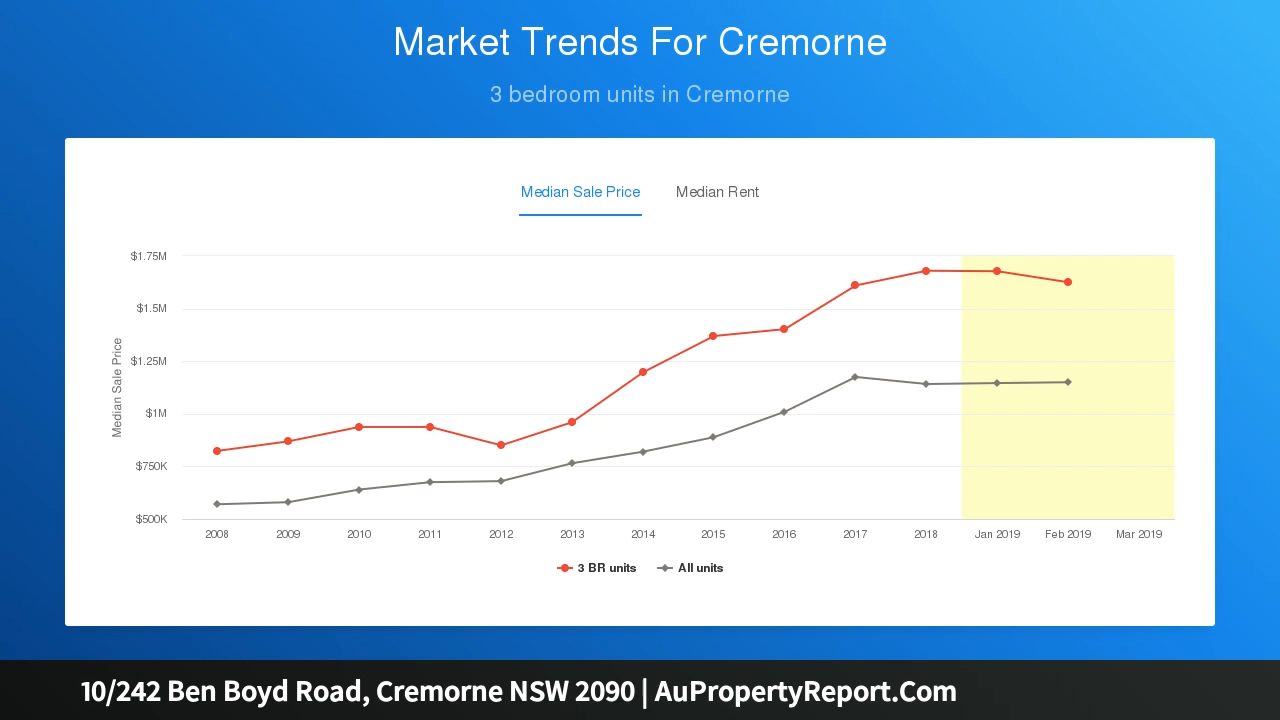 Market Trends For Cremorne
3 bedroom units in Cremorne
Median Sale Price Median Rent
Median Sale Price
$1.75M
$1.5M
$1.25M
$1M
$750K
$500K
2008 2009 2010 2011 2012 2013 2014 2015 2016 2017 2018 Jan 2019 Feb 2019 Mar 2019
3 BR units All units
10/242 Ben Boyd Road, Cremorne NSW 2090 | AuPropertyReport.Com